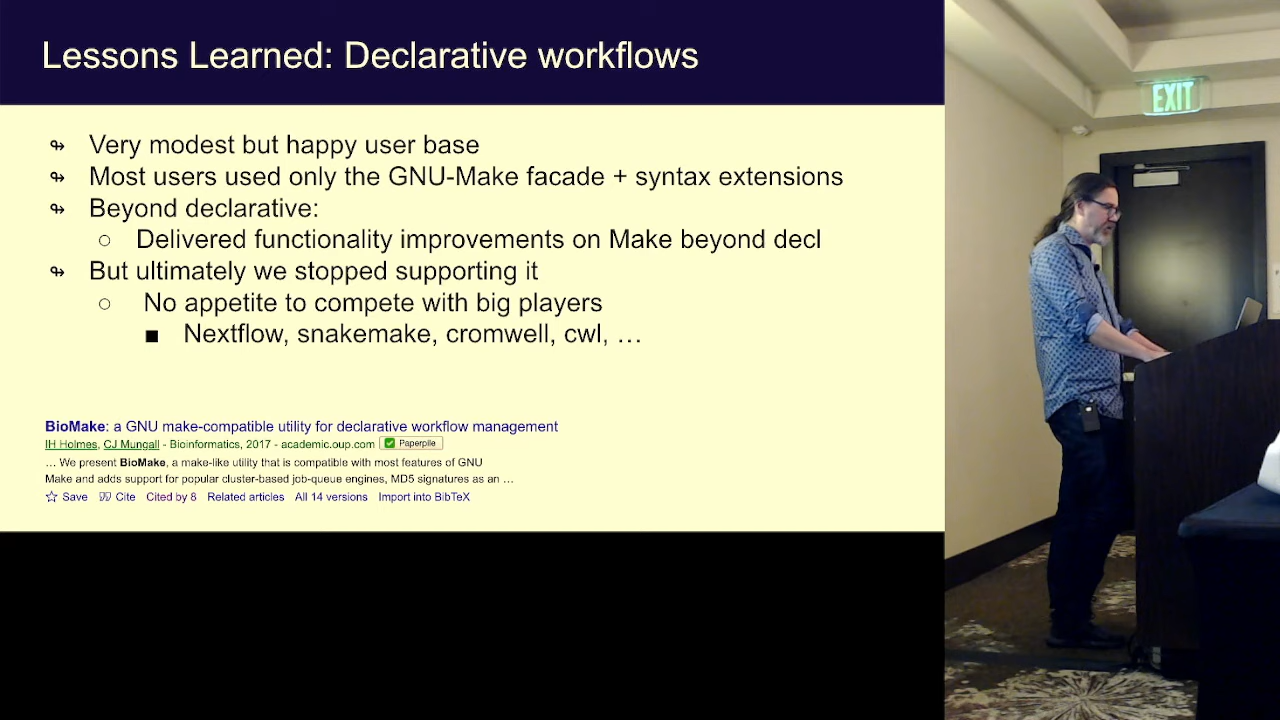 Lessons Learned: Declarative workflows
↬ Very modest but happy user base
↬ Most users used only the GNU-Make facade + syntax extensions
↬ Beyond declarative:
○ Delivered functionality improvements on Make beyond decl
↬ But ultimately we stopped supporting it
○ No appetite to compete with big players
■ Nextflow, snakemake, cromwell, cwl, …
BioMake: a GNU make-compatible utility for declarative workflow management
IH Holmes, CJ Mungall - Bioinformatics, 2017 - academic.oup.com Paperpile
… We present BioMake, a make-like utility that is compatible with most features of GNU
Make and adds support for popular cluster-based job-queue engines, MD5 signatures as an …
Save Cite Cited by 8 Related articles All 14 versions Import into BibTeX
EXIT